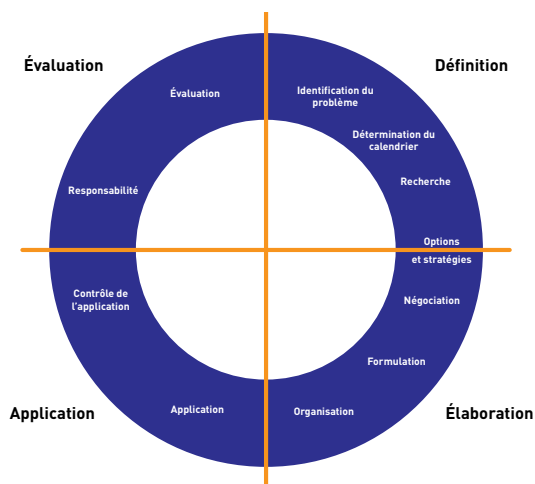 Évaluation
Définition
Évaluation
Identification du
problème
Détermination du
calendrier
Recherche
Responsabilité
Options
et stratégies
Contrôle de
l'application
Négociation
Formulation
Application
Organisation
Application
Élaboration